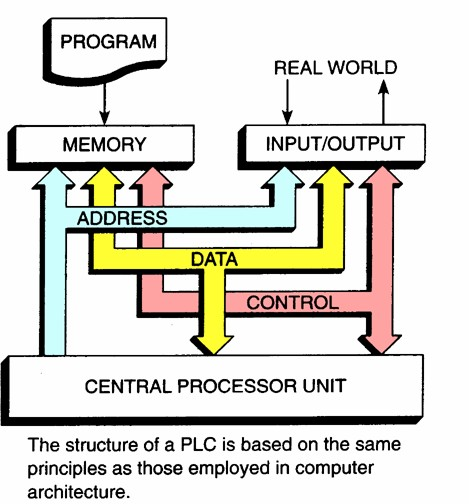 PROGRAM
REAL WORLD
MEMORY
INPUT/OUTPUT
ADDRESS
DATA
CONTROL
CENTRAL PROCESSOR UNIT
The structure of a PLC is based on the same
principles as those employed in computer
architecture.